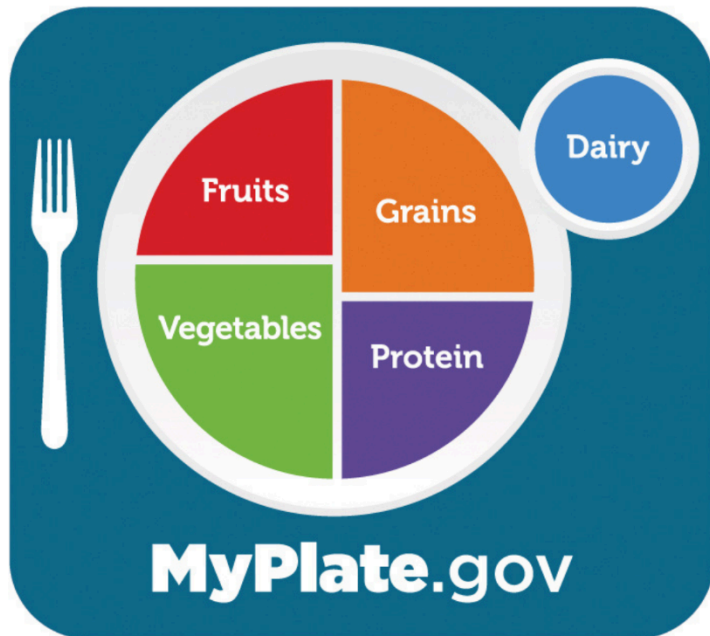 Fruits
Grains
Dairy
Vegetables
Protein
MyPlate.gov